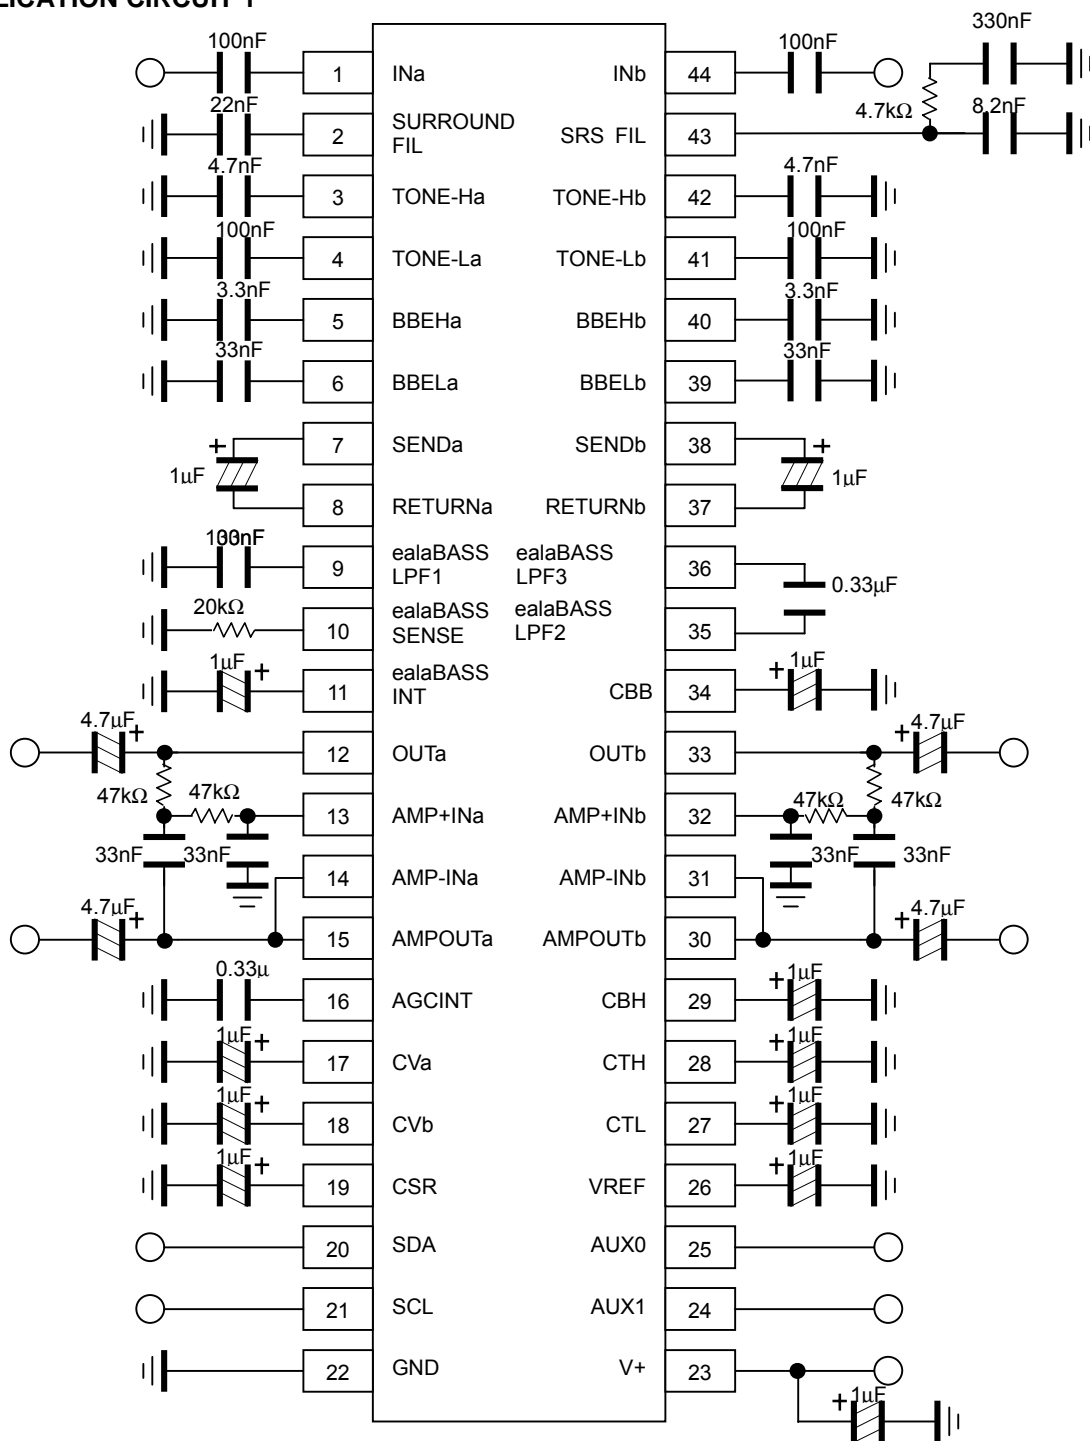 LICATION CIRCUIT 1
100nF 1 INa INb 44 100nF 330nF
4.7kΩ 8.2nF
22nF 2 SURROUND FIL SRS FIL 43
4.7nF 3 TONE-Ha TONE-Hb 42 4.7nF
100nF 4 TONE-La TONE-Lb 41 100nF
3.3nF 5 BBEHa BBEHb 40 3.3nF
33nF 6 BBELa BBELb 39 33nF
+ 7 SENDa SENDb 38 +
1µF 1µF
8 RETURNa RETURNb 37
9 ealaBASS LPF1 ealaBASS LPF3 36
0.33µF
20kΩ 10 ealaBASS SENSE ealaBASS LPF2 35
1µF + 11 ealaBASS INT CBB 34 + 1µF
4.7µF + 12 OUTa OUTb 33 + 4.7µF
47kΩ 47kΩ 13 AMP+INa AMP+INb 32 47kΩ 47kΩ
33nF 33nF 14 AMP-INa AMP-INb 31 33nF 33nF
4.7µF + 15 AMPOUTa AMPOUTb 30 + 4.7µF
0.33µ 16 AGCINT CBH 29 + 1µF
1µF + 17 CVa CTH 28 + 1µF
1µF + 18 CVb CTL 27 + 1µF
1µF + 19 CSR VREF 26 + 1µF
20 SDA AUX0 25
21 SCL AUX1 24
22 GND V+ 23
+ 1µF